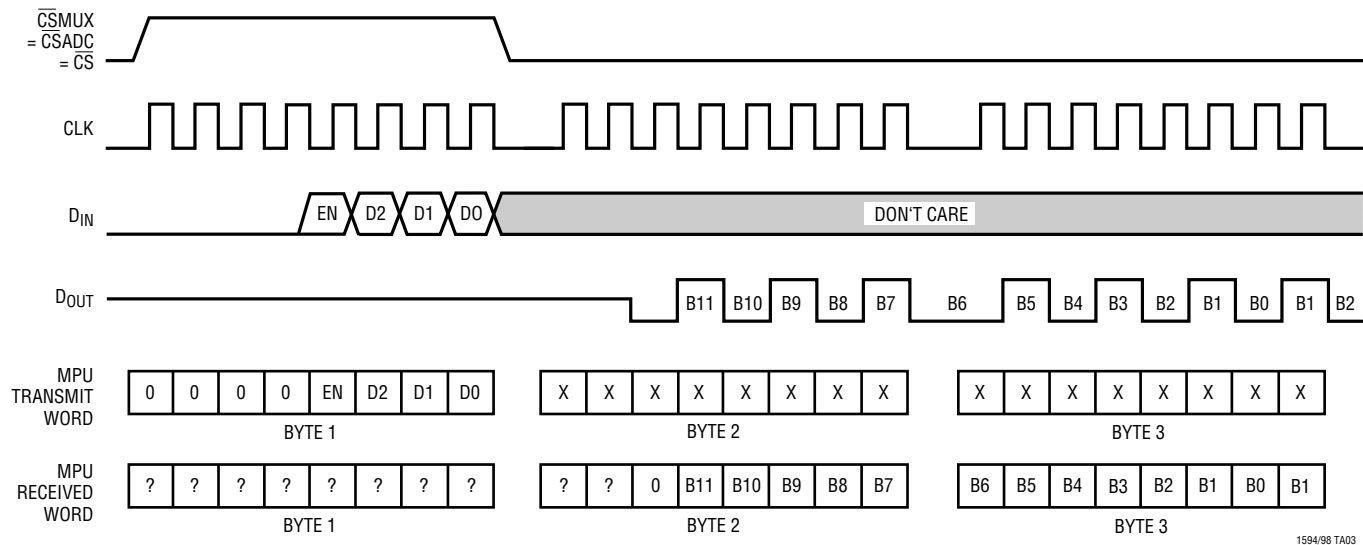 CSMUX
= CSADC
= CS
CLK
DIN
EN D2 D1 D0
DON'T CARE
DOUT
B11 B10 B9 B8 B7 B6 B5 B4 B3 B2 B1 B0 B1 B2
MPU
TRANSMIT
WORD
0 0 0 0 EN D2 D1 D0
X X X X X X X X
X X X X X X X X
BYTE 1
BYTE 2
BYTE 3
MPU
RECEIVED
WORD
? ? ? ? ? ? ? ?
? ? 0 B11 B10 B9 B8 B7
B6 B5 B4 B3 B2 B1 B0 B1
BYTE 1
BYTE 2
BYTE 3
1594/98 TA03